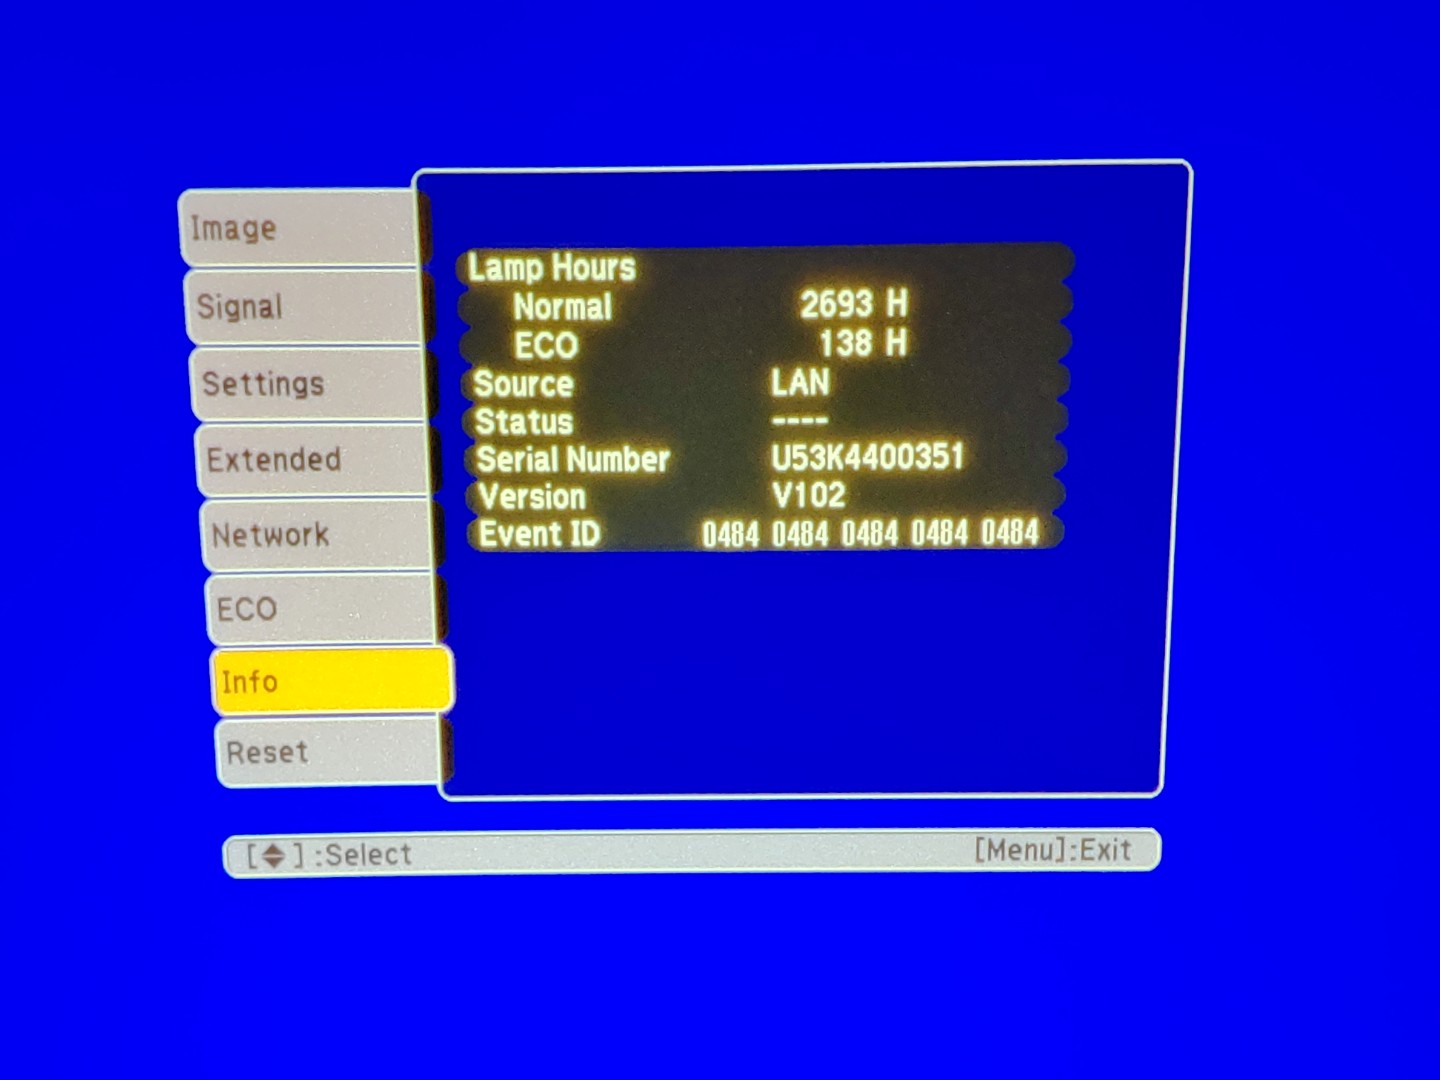 Image
Signal
Settings
Extended
Network
ECO
Info
Reset
Lamp Hours
Normal 2693 H
ECO 138 H
Source LAN
Status ----
Serial Number U53K4400351
Version V102
Event ID 0484 0484 0484 0484 0484
[◆] :Select
[Menu]:Exit